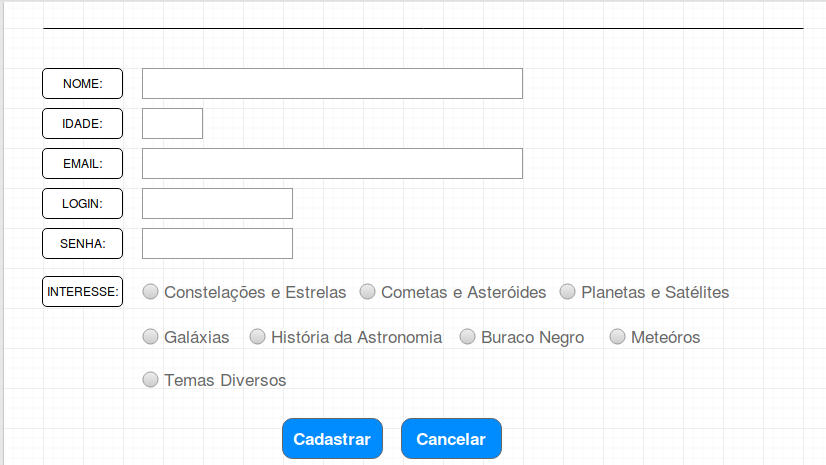 NOME:
IDADE:
EMAIL:
LOGIN:
SENHA:
INTERESSE: Constelações e Estrelas Cometas e Asteróides Planetas e Satélites
Galáxias História da Astronomia Buraco Negro Meteóros
Temas Diversos
Cadastrar Cancelar